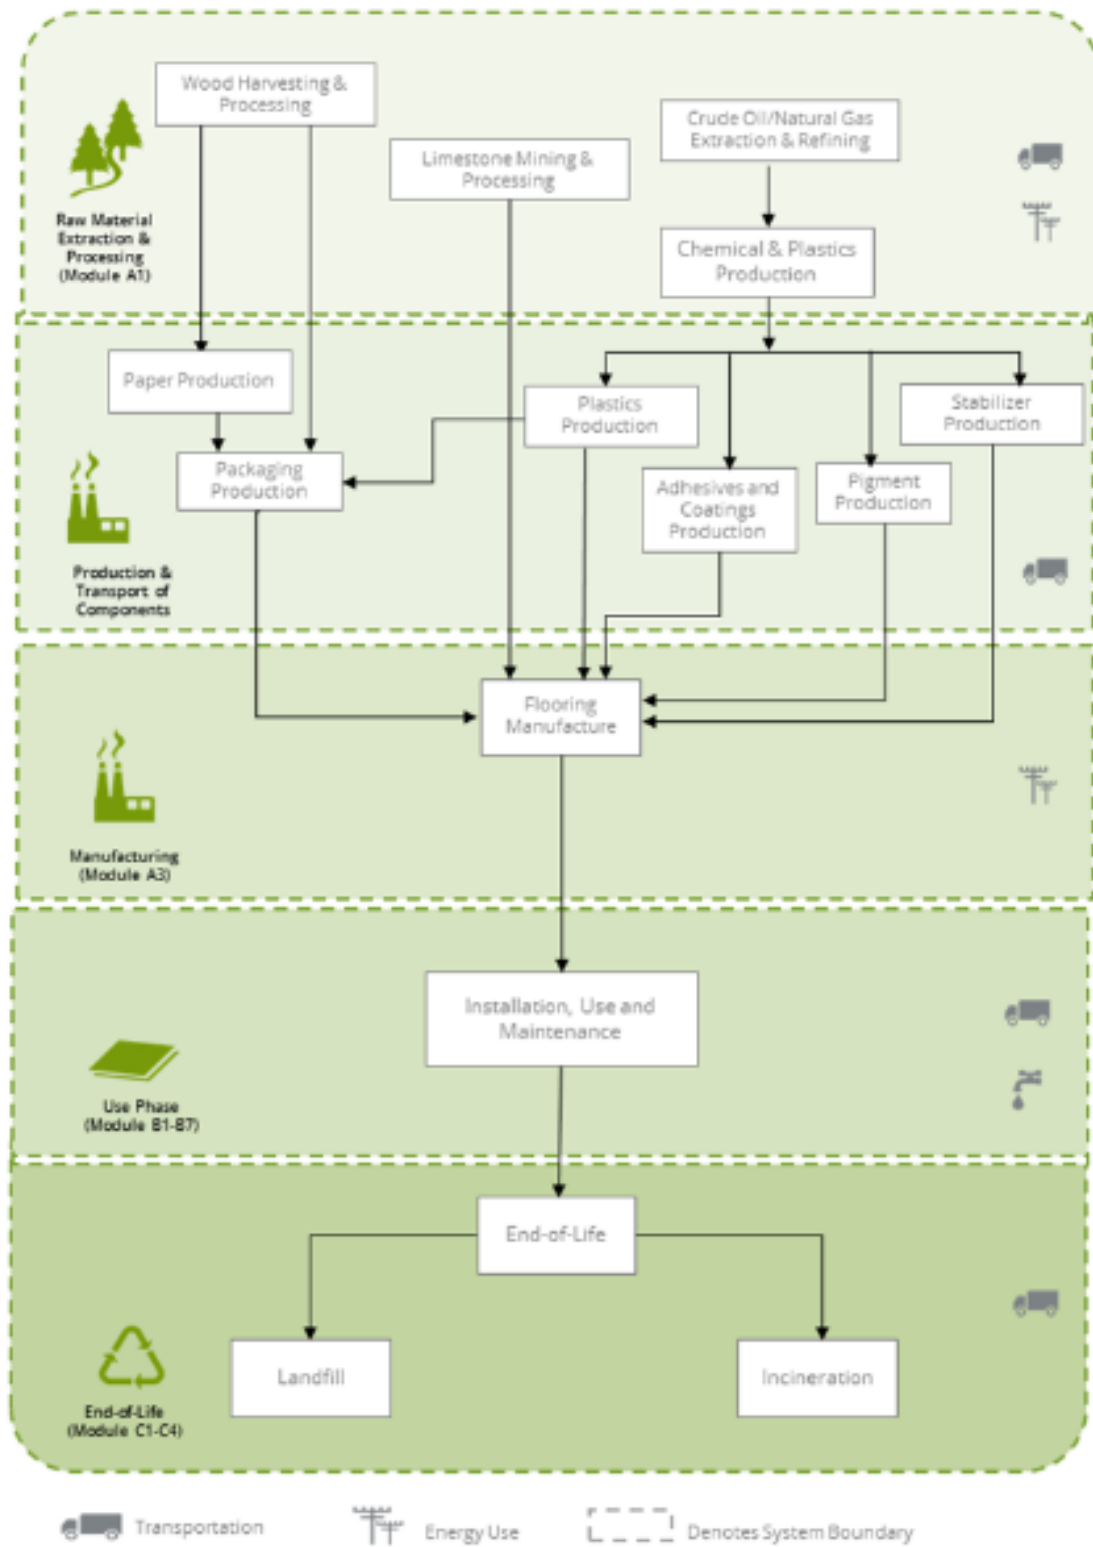 Wood Harvesting &
Processing
Crude Oil/Natural Gas
Extraction & Refining
Limestone Mining &
Processing
Raw Material
Extraction &
Processing
(Module A1)
Chemical & Plastics
Production
Paper Production
Plastics
Production
Stabilizer
Production
Packaging
Production
Adhesives and
Coatings
Production
Pigment
Production
Production &
Transport of
Components
Flooring
Manufacture
Manufacturing
(Module A3)
Installation, Use and
Maintenance
Use Phase
(Module B1-B7)
End-of-Life
Landfill
Incineration
End-of-Life
(Module C1-C4)
Transportation
Energy Use
Denotes System Boundary